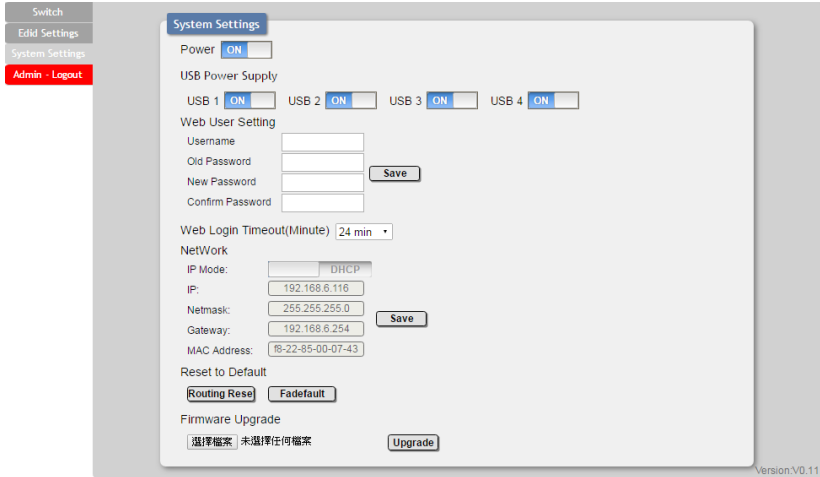 Switch
Edid Settings
System Settings
Admin - Logout
System Settings
Power ON
USB Power Supply
USB 1 ON USB 2 ON USB 3 ON USB 4 ON
Web User Setting
Username
Old Password
Save
New Password
Confirm Password
Web Login Timeout(Minute) 24 min
NetWork
IP Mode: DHCP
IP: 192.168.6.116
Netmask: 255.255.255.0
Save
Gateway: 192.168.6.254
MAC Address: f8-22-85-00-07-43
Reset to Default
Routing Rese Fadefault
Firmware Upgrade
選擇檔案 未選擇任何檔案 Upgrade
Version:V0.11